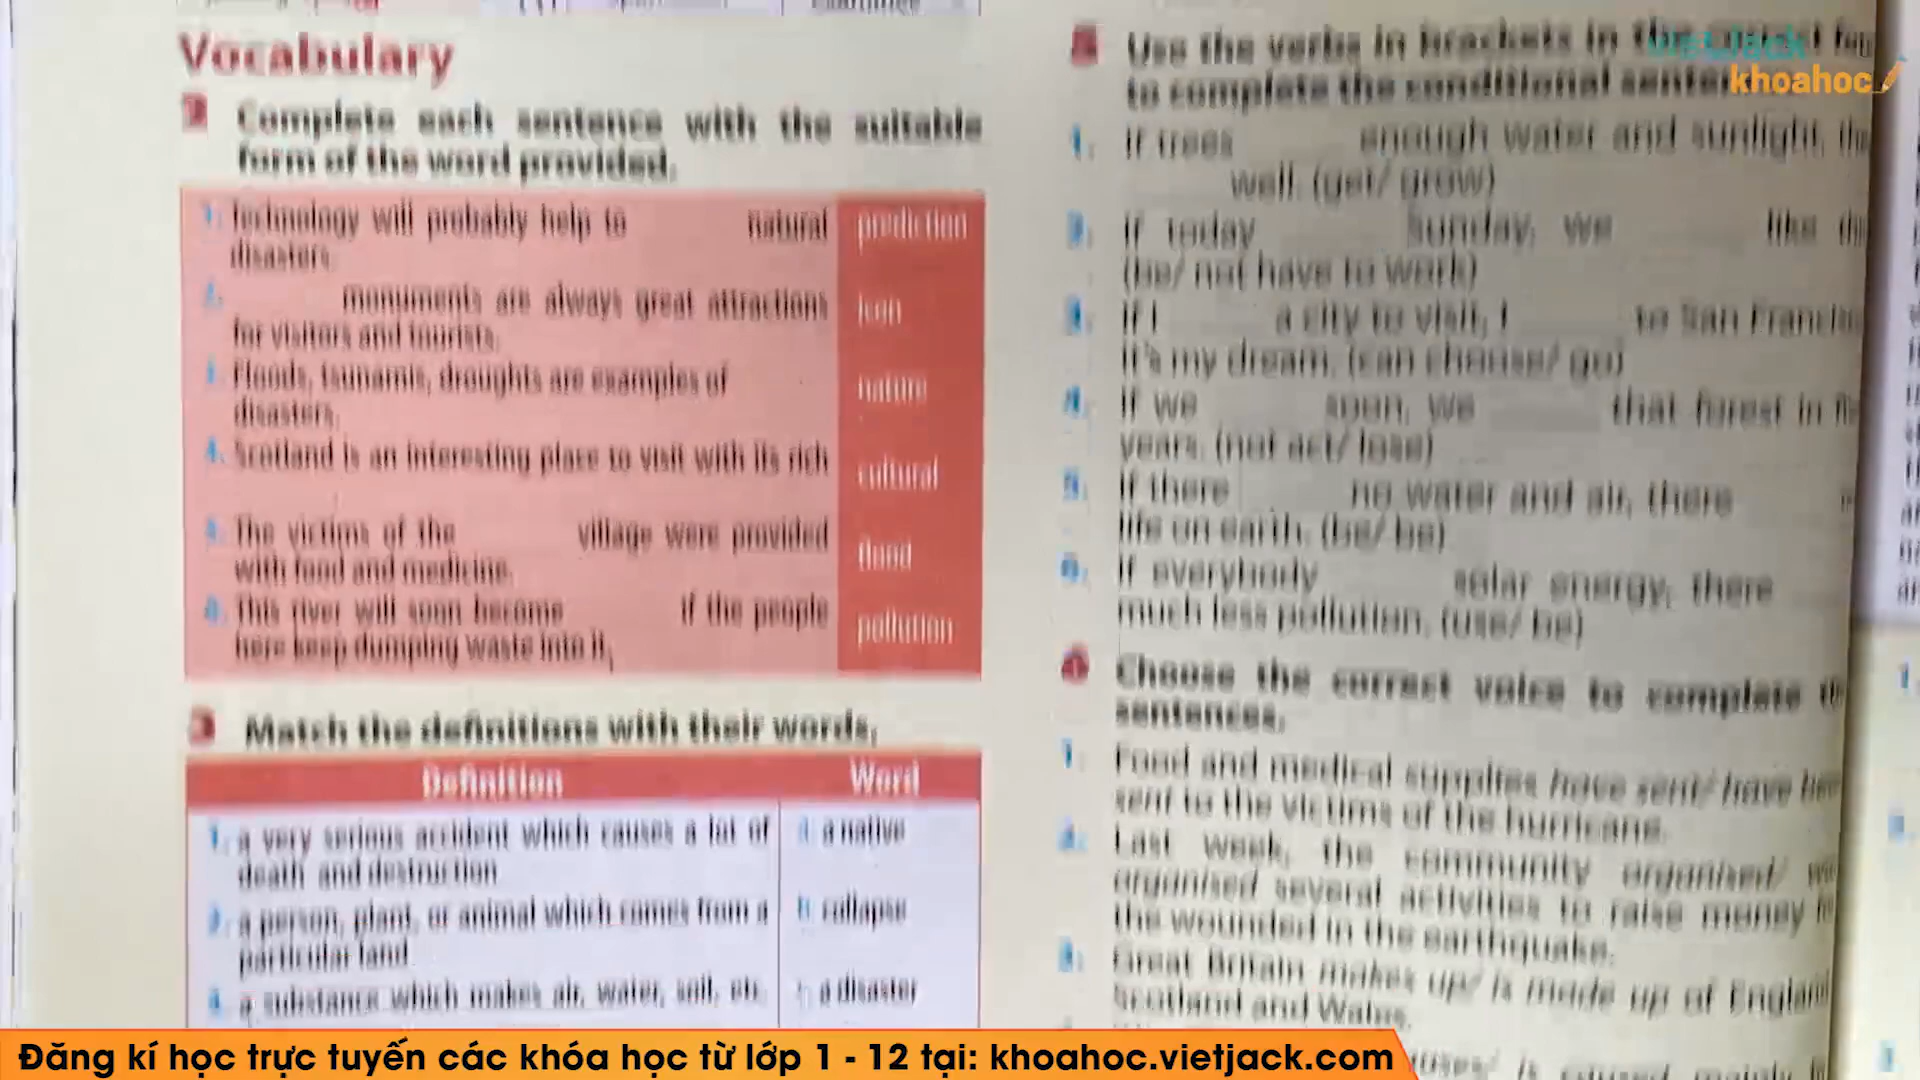 Vocabulary
2 Complete each sentence with the suitable
form of the word provided.
1. Technology will probably help to natural prediction
disasters.
2. monuments are always great attractions icon
for visitors and tourists.
3. Floods, tsunamis, droughts are examples of nature
disasters.
4. Scotland is an interesting place to visit with its rich cultural
5. The victims of the village were provided flood
with food and medicine.
6. This river will soon become if the people pollution
here keep dumping waste into it.
3 Match the definitions with their words.
Definition Word
1. a very serious accident which causes a lot of a. a native
death and destruction
2. a person, plant, or animal which comes from a b. collapse
particular land
3. a substance which makes air, water, soil, etc. c. a disaster
5 Use the verbs in brackets in the
to complete the conditional
1. If trees enough water and sunlight,
well. (get/ grow)
2. If today Sunday, we like
(be/ not have to work)
3. If I a city to visit, I to San
It's my dream. (can choose/ go)
4. If we soon, we that forest in
years. (not act/ lose)
5. If there no water and air, there
life on earth. (be/ be)
6. If everybody solar energy, there
much less pollution. (use/ be)
Choose the correct voice to complete
sentences.
1. Food and medical supplies have sent/ have
sent to the victims of the hurricane.
2. Last week, the community organised/
organised several activities to raise money
the wounded in the earthquake.
3. Great Britain makes up/ is made up of
Scotland and Wales.
vietJack
khoahoc
Đăng kí học trực tuyến các khóa học từ lớp 1 - 12 tại: khoahoc.vietjack.com